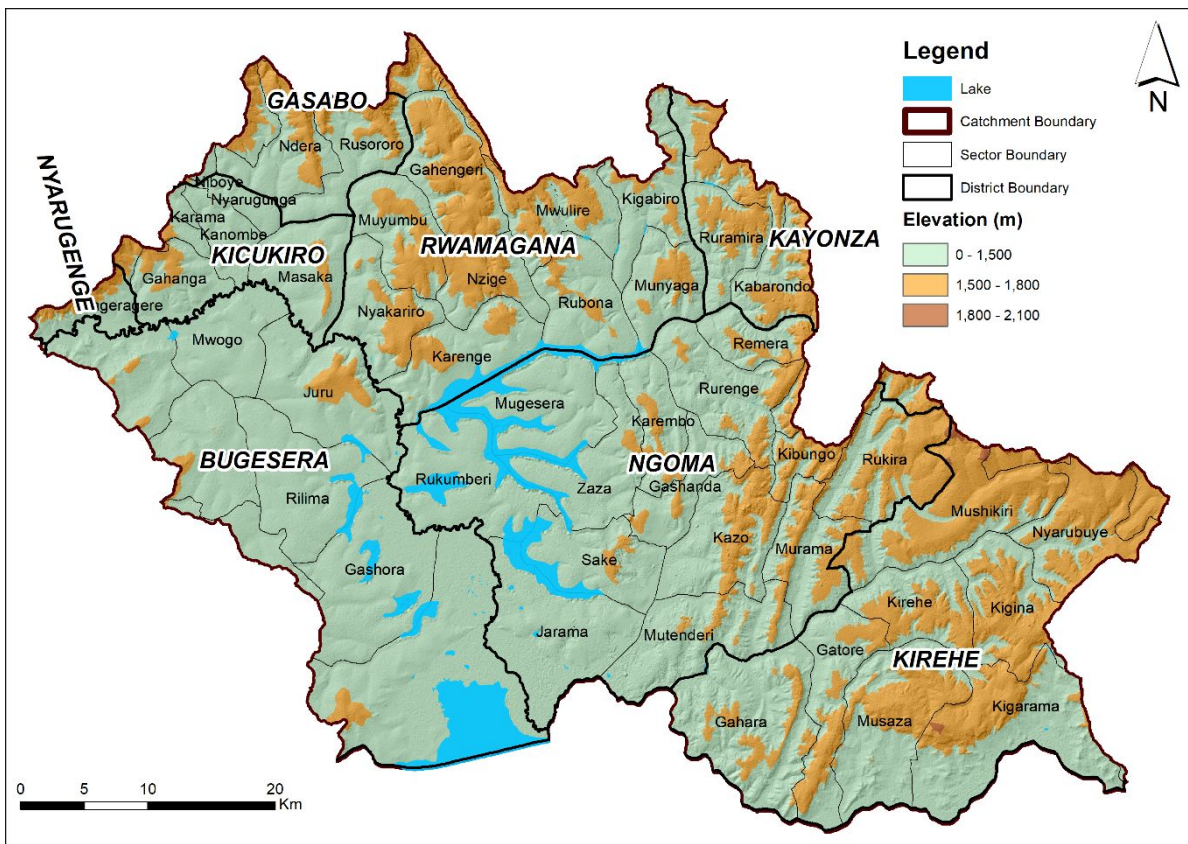 Legend
Lake
Catchment Boundary
Sector Boundary
District Boundary
Elevation (m)
0 - 1,500
1,500 - 1,800
1,800 - 2,100
N
GASABO
Ndera
Rusororo
Gahengeri
NYARUGENGE
Niboye
Nyarugunga
Karama
Kanombe
KICUKIRO
Gahanga
Masaka
Muyumbu
Mwulire
Kigabiro
RWAMAGANA
Nzige
Ruramira
KAYONZA
Kabarondo
Munyaga
Rubona
Nyakariro
Karenge
Remera
Mwogo
Juru
Rurenge
Mugesera
Karembo
Kibungo
Rukira
BUGESERA
Rukumberi
NGOMA
Zaza
Gashanda
Rilima
Mushikiri
Nyarubuye
Kazo
Murama
Gashora
Sake
Kirehe
Kigina
Jarama
Mutenderi
Gatore
KIREHE
Gahara
Musaza
Kigarama
0 5 10 20
Km